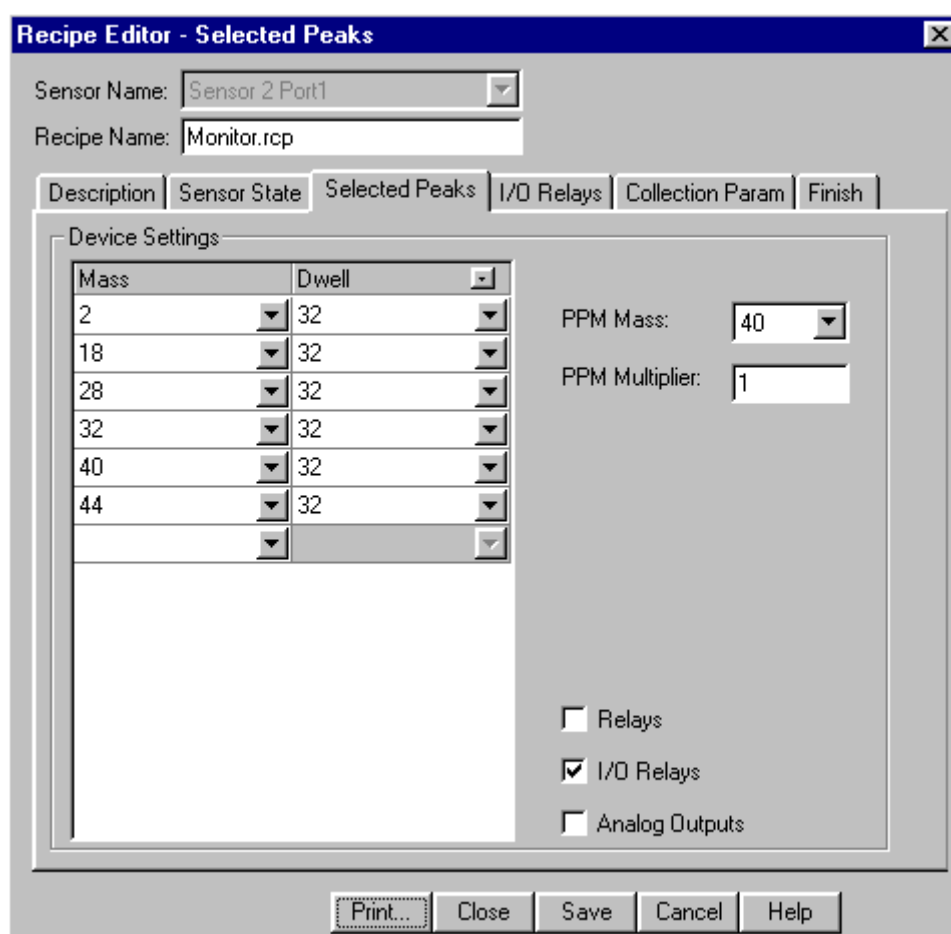 Recipe Editor - Selected Peaks
Sensor Name: Sensor 2 Port1
Recipe Name: Monitor.rcp
Description Sensor State Selected Peaks I/O Relays Collection Param Finish
Device Settings
Mass Dwell
2 32
18 32
28 32
32 32
40 32
44 32
PPM Mass: 40
PPM Multiplier: 1
Relays
I/O Relays
Analog Outputs
Print... Close Save Cancel Help